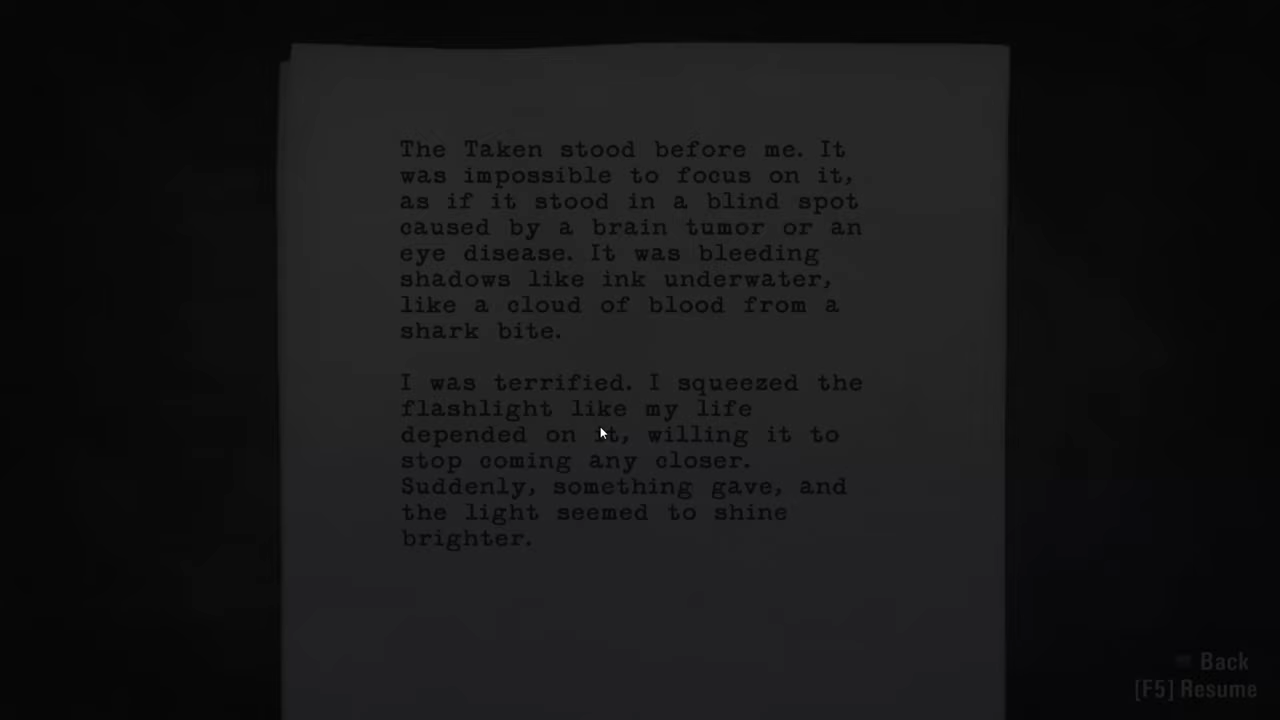 The Taken stood before me. It
was impossible to focus on it,
as if it stood in a blind spot
caused by a brain tumor or an
eye disease. It was bleeding
shadows like ink underwater,
like a cloud of blood from a
shark bite.
I was terrified. I squeezed the
flashlight like my life
depended on it, willing it to
stop coming any closer.
Suddenly, something gave, and
the light seemed to shine
brighter.
Back
[F5] Resume